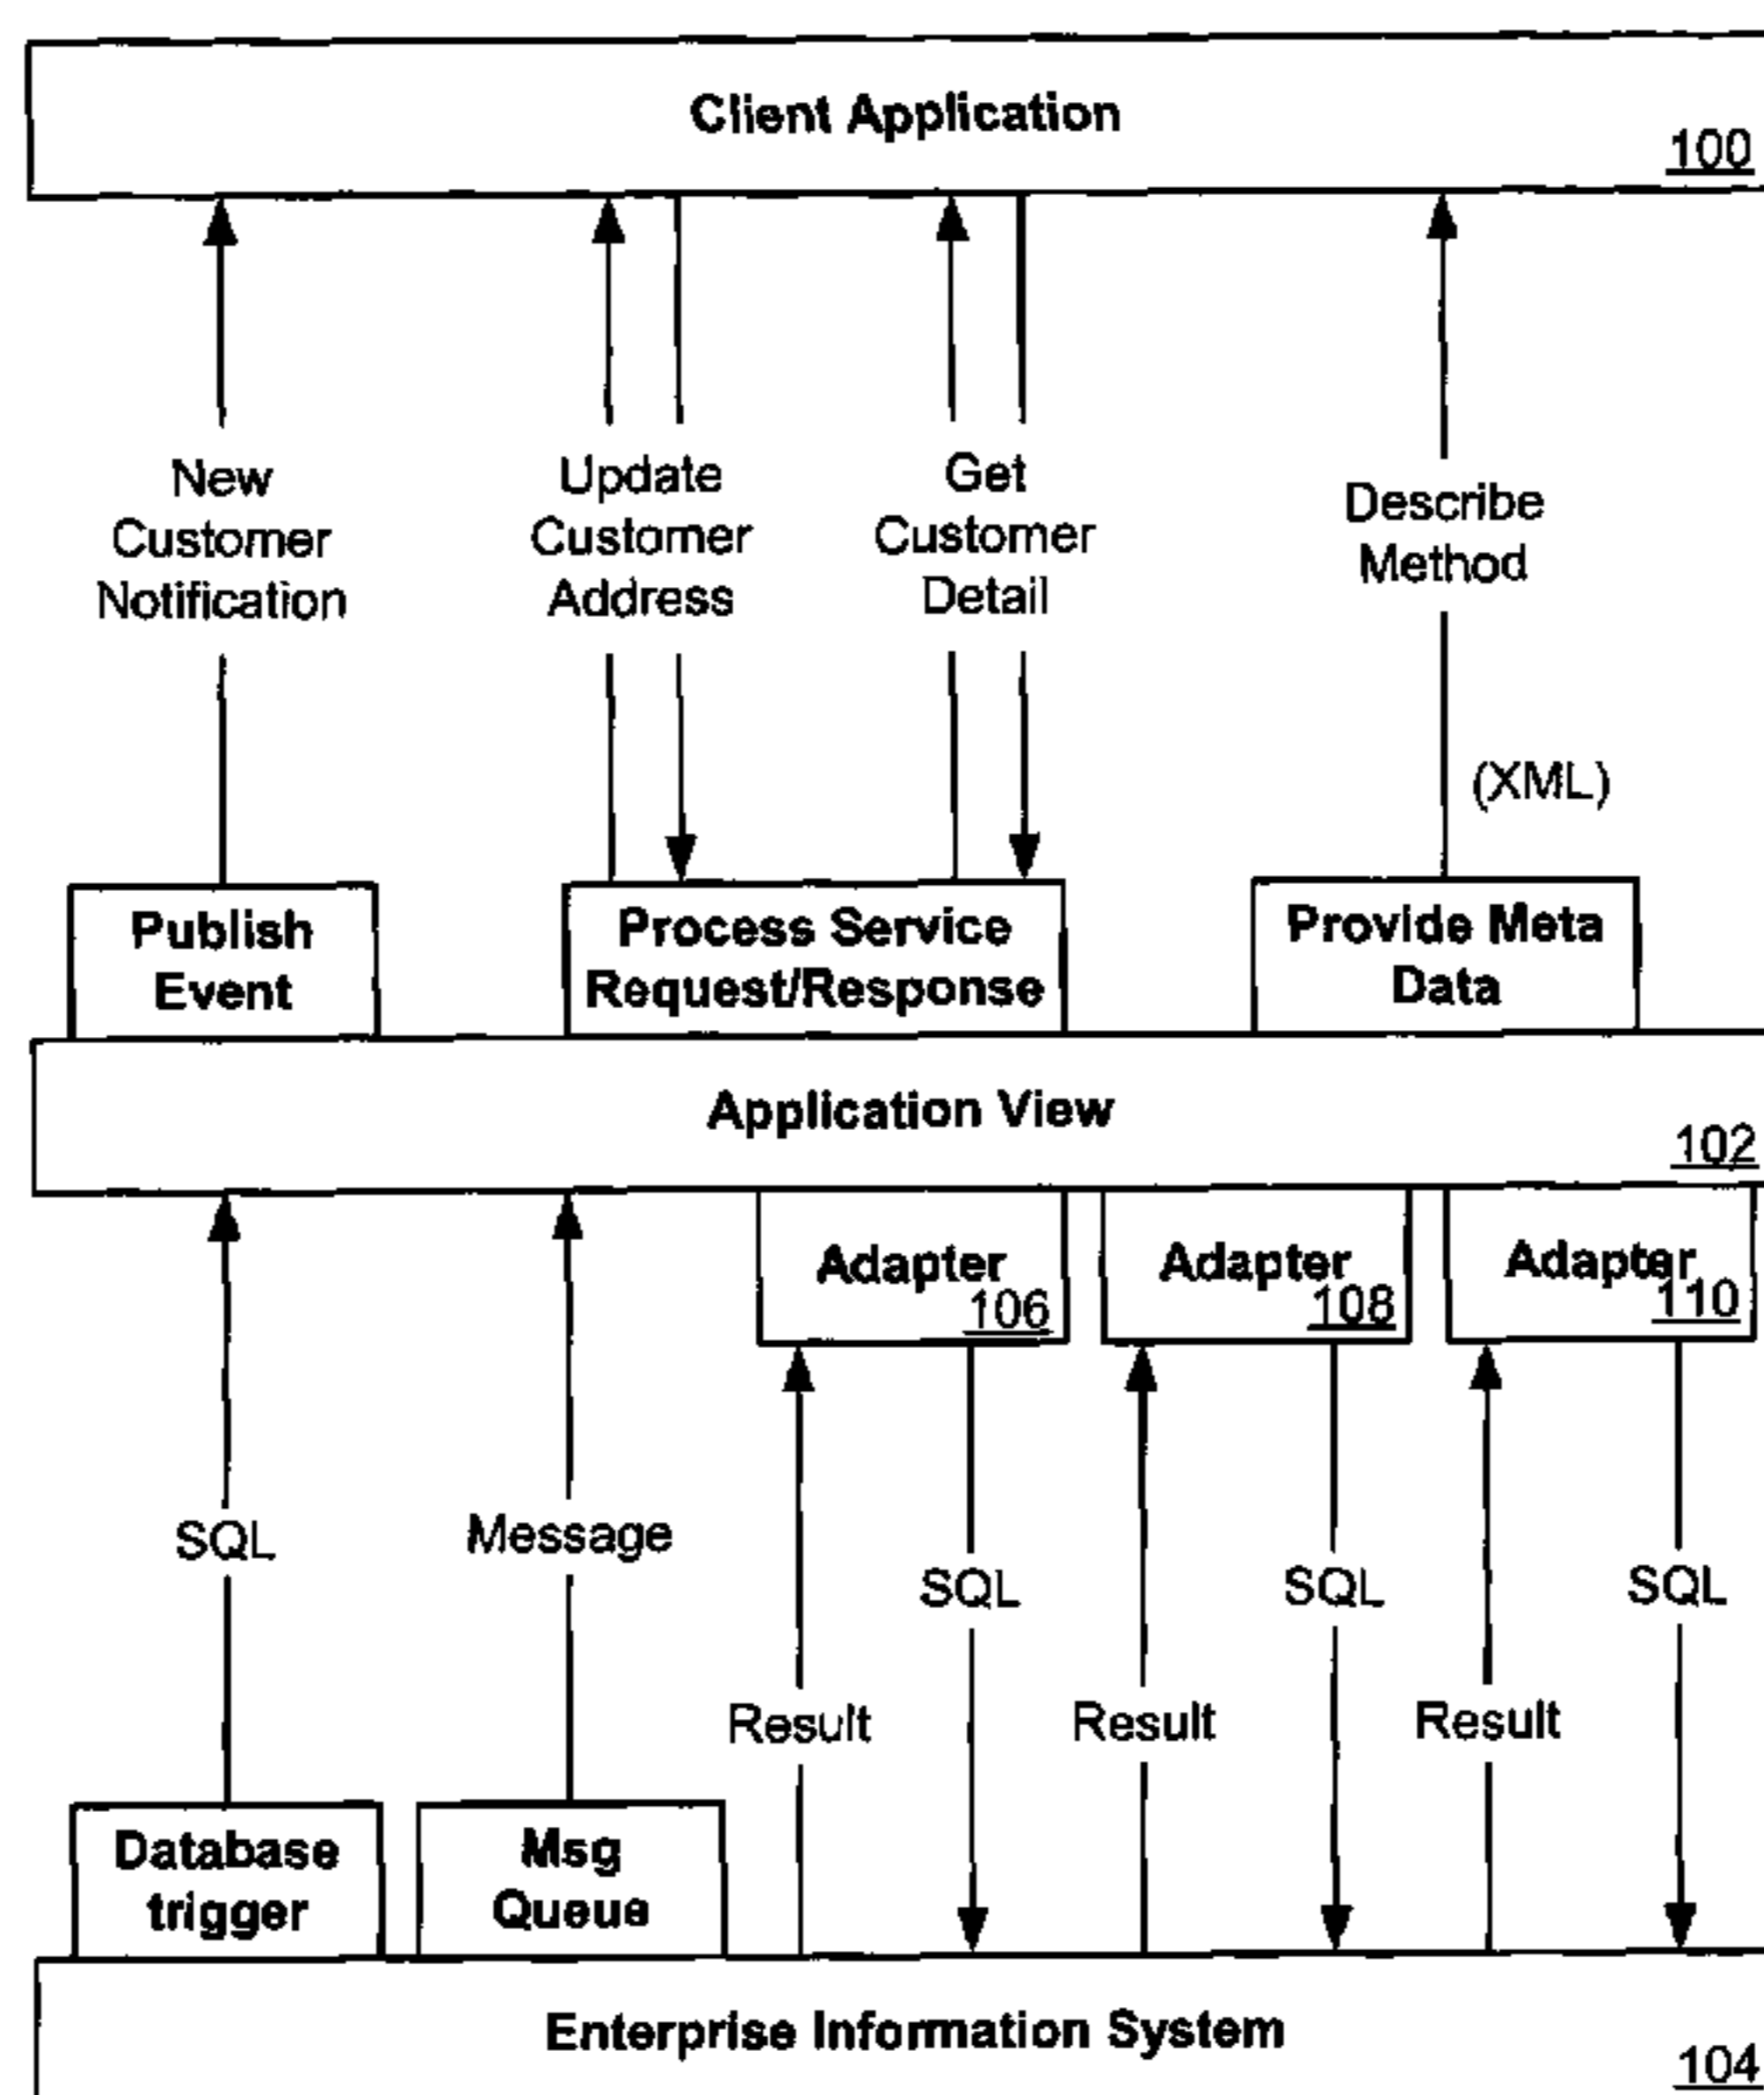 Client Application
100
New
Customer
Notification
Update
Customer
Address
Get
Customer
Detail
Describe
Method
(XML)
Publish
Event
Process Service
Request/Response
Provide Meta
Data
Application View
102
Adapter
106
Adapter
108
Adapter
110
SQL
Message
SQL
SQL
SQL
Result
Result
Result
Database
trigger
Msg
Queue
Enterprise Information System
104